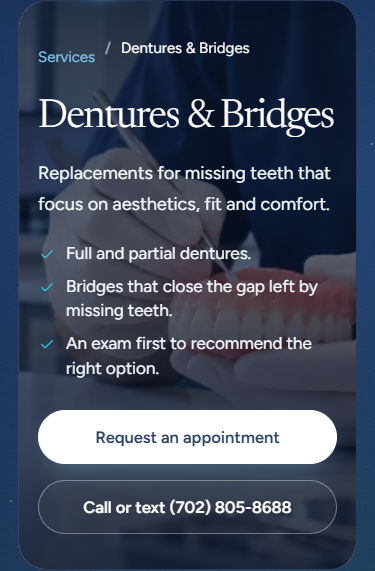 Services / Dentures & Bridges
Dentures & Bridges
Replacements for missing teeth that
focus on aesthetics, fit and comfort.
Full and partial dentures.
Bridges that close the gap left by
missing teeth.
An exam first to recommend the
right option.
Request an appointment
Call or text (702) 805-8688